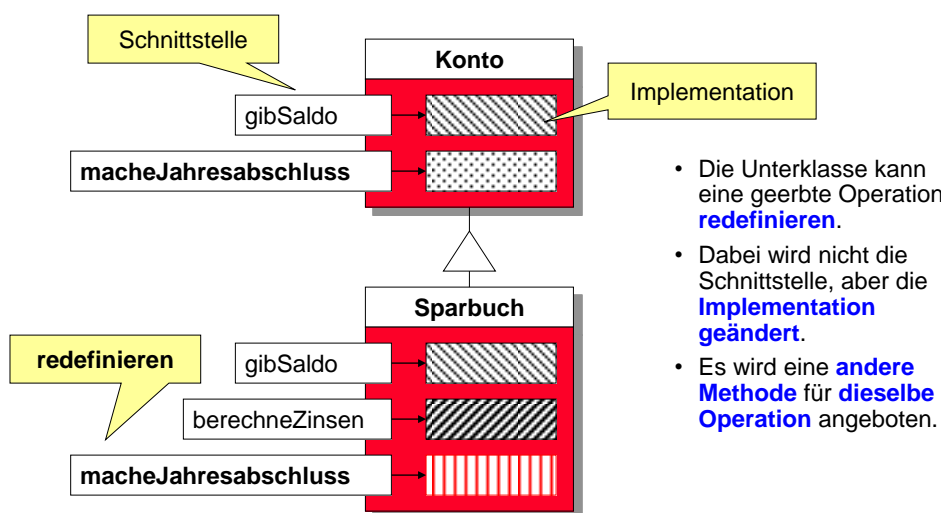 Schnittstelle
Konto
Implementation
gibSaldo
macheJahresabschluss
• Die Unterklasse kann
eine geerbte Operation
redefinieren.
• Dabei wird nicht die
Schnittstelle, aber die
Implementation
geändert.
• Es wird eine andere
Methode für dieselbe
Operation angeboten.
Sparbuch
redefinieren
gibSaldo
berechneZinsen
macheJahresabschluss